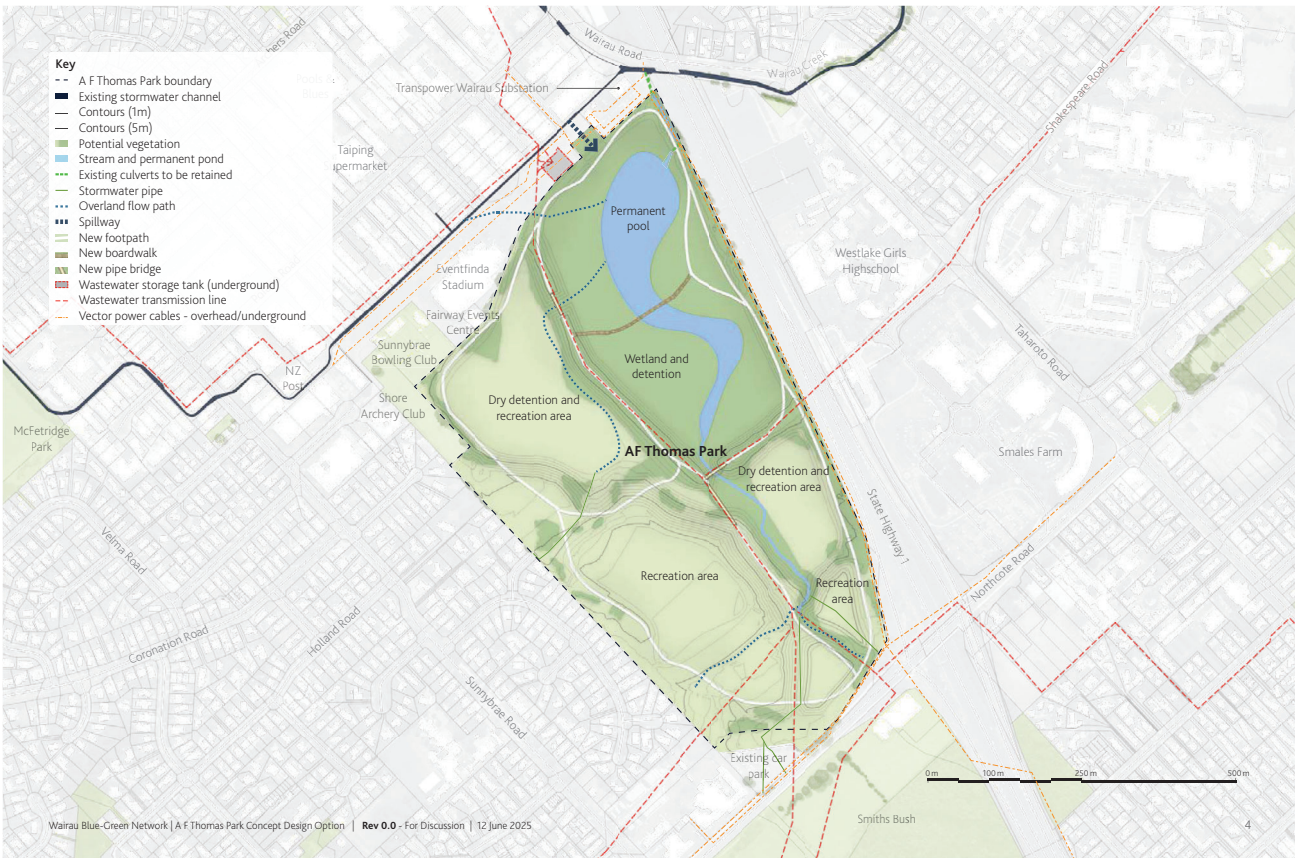 Key
A F Thomas Park boundary
Existing stormwater channel
Contours (1m)
Contours (5m)
Potential vegetation
Stream and permanent pond
Existing culverts to be retained
Stormwater pipe
Overland flow path
Spillway
New footpath
New boardwalk
New pipe bridge
Wastewater storage tank (underground)
Wastewater transmission line
Vector power cables - overhead/underground
Wairau Road
Wairau Creek
Transpower Wairau Substation
Shakespeare Road
Taiping
Permanent
pool
Westlake Girls
Highschool
Eventfinda
Stadium
Fairway Events
Centre
Sunnybrae
Bowling Club
Taharoto Road
NZ
Post
Wetland and
detention
Shore
Archery Club
Dry detention and
recreation area
McFetridge
Park
AF Thomas Park
Smales Farm
Dry detention and
recreation area
State Highway 1
Velma Road
Recreation area
Recreation
area
Northcote Road
Coronation Road
Holland Road
Sunnybrae Road
Existing car
park
0 m
100 m
250 m
500 m
Smiths Bush
Wairau Blue-Green Network | A F Thomas Park Concept Design Option | Rev 0.0 - For Discussion | 12 June 2025
4